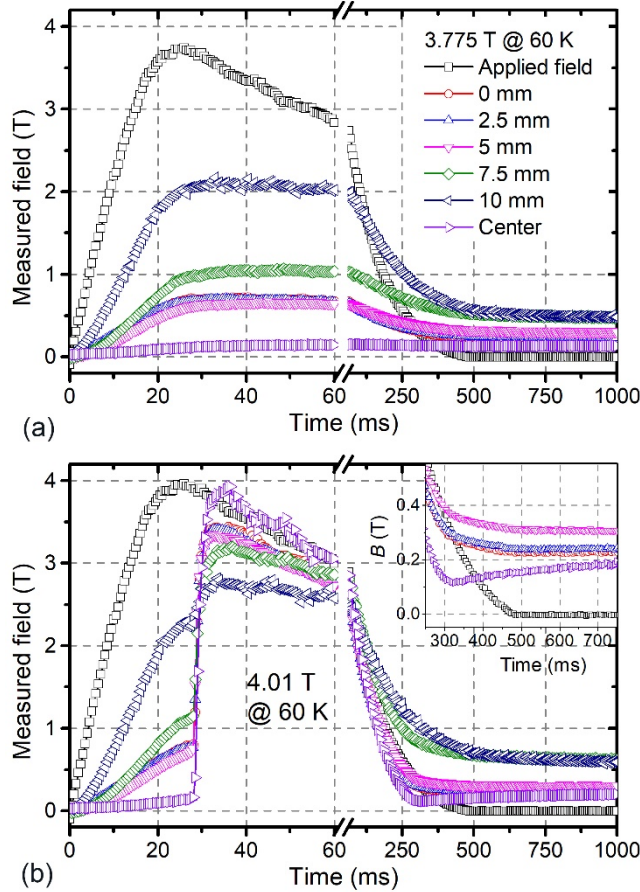 3.775 T @ 60 K
Applied field
0 mm
2.5 mm
5 mm
7.5 mm
10 mm
Center
4
3
2
1
0
Measured field (T)
0 20 40 60 250 500 750 1000
Time (ms)
(a)
4
3
2
1
0
Measured field (T)
4.01 T
@ 60 K
0.4
0.2
0.0
B (T)
300 400 500 600 700
Time (ms)
0 20 40 60 250 500 750 1000
Time (ms)
(b)